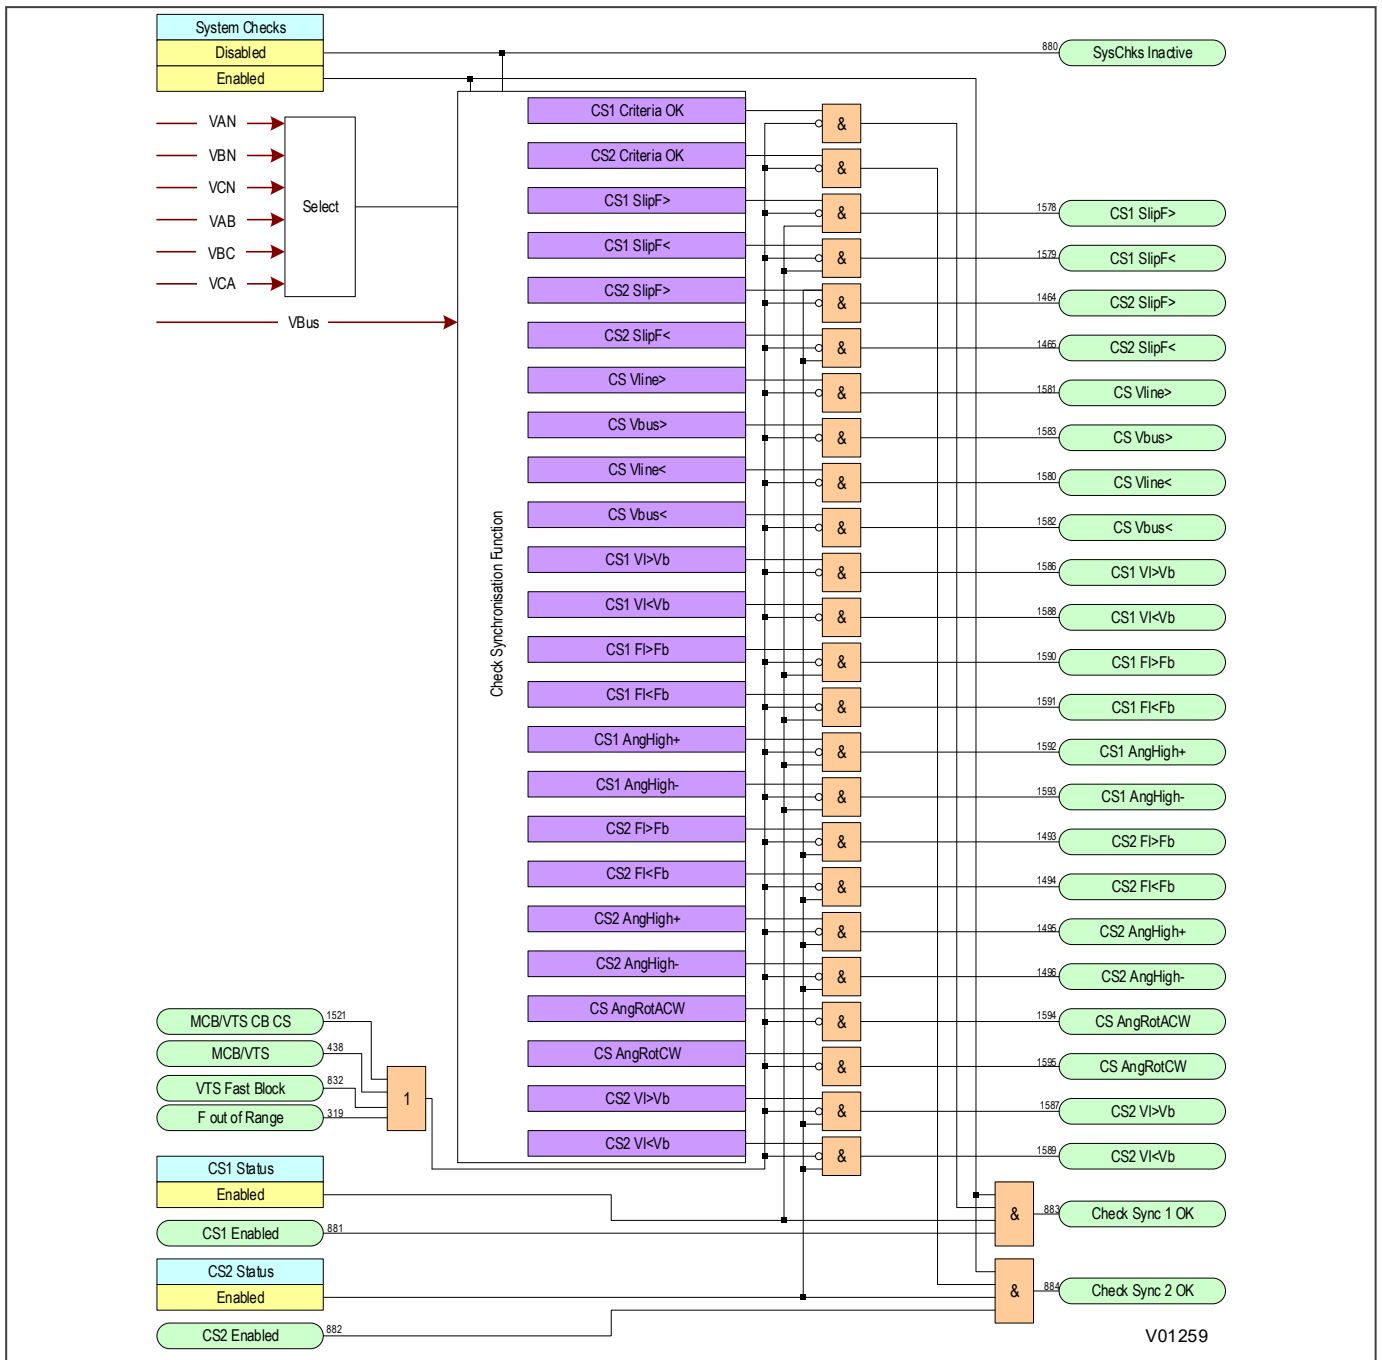 System Checks
Disabled
880
SysChks Inactive
Enabled
VAN
VBN
VCN
VAB
VBC
VCA
Select
VBus
Check Synchronisation Function
CS1 Criteria OK
&
CS2 Criteria OK
&
CS1 SlipF>
&
1578
CS1 SlipF>
CS1 SlipF<
&
1579
CS1 SlipF<
CS2 SlipF>
&
1464
CS2 SlipF>
CS2 SlipF<
&
1465
CS2 SlipF<
CS Vline>
&
1581
CS Vline>
CS Vbus>
&
1583
CS Vbus>
CS Vline<
&
1580
CS Vline<
CS Vbus<
&
1582
CS Vbus<
CS1 Vl>Vb
&
1586
CS1 Vl>Vb
CS1 Vl<Vb
&
1588
CS1 Vl<Vb
CS1 Fl>Fb
&
1590
CS1 Fl>Fb
CS1 Fl<Fb
&
1591
CS1 Fl<Fb
CS1 AngHigh+
&
1592
CS1 AngHigh+
CS1 AngHigh-
&
1593
CS1 AngHigh-
CS2 Fl>Fb
&
1493
CS2 Fl>Fb
CS2 Fl<Fb
&
1494
CS2 Fl<Fb
CS2 AngHigh+
&
1495
CS2 AngHigh+
CS2 AngHigh-
&
1496
CS2 AngHigh-
CS AngRotACW
&
1594
CS AngRotACW
CS AngRotCW
&
1595
CS AngRotCW
CS2 Vl>Vb
&
1587
CS2 Vl>Vb
CS2 Vl<Vb
&
1589
CS2 Vl<Vb
MCB/VTS CB CS
1521
MCB/VTS
438
VTS Fast Block
832
F out of Range
319
1
CS1 Status
Enabled
CS1 Enabled
881
&
883
Check Sync 1 OK
CS2 Status
Enabled
CS2 Enabled
882
&
884
Check Sync 2 OK
V01259